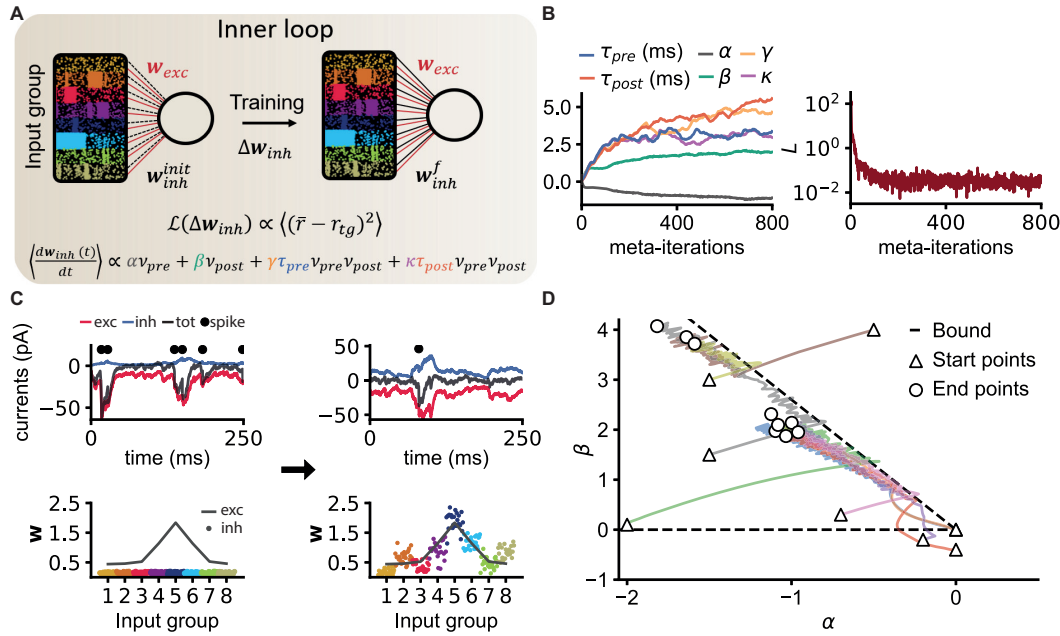 A
Inner loop
Input group
w_exc
w_inh^init
Training
Δw_inh
w_exc
w_inh^f
ℒ(Δw_inh) ∝ ⟨(r̄ − r_tg)²⟩
⟨dw_inh(t)/dt⟩ ∝ αν_pre + βν_post + γτ_pre ν_pre ν_post + κτ_post ν_pre ν_post
B
τ_pre (ms) α γ
τ_post (ms) β κ
5.0
0.0
0 400 800
meta-iterations
L
10²
10⁰
10⁻²
0 400 800
meta-iterations
C
exc inh tot spike
currents (pA)
0
−50
0 250
time (ms)
50
0
−50
0 250
time (ms)
w
2.5
1.5
0.5
exc
inh
1 2 3 4 5 6 7 8
Input group
w
2.5
1.5
0.5
1 2 3 4 5 6 7 8
Input group
D
Bound
Start points
End points
β
4
3
2
1
0
−1
−2 −1 0
α